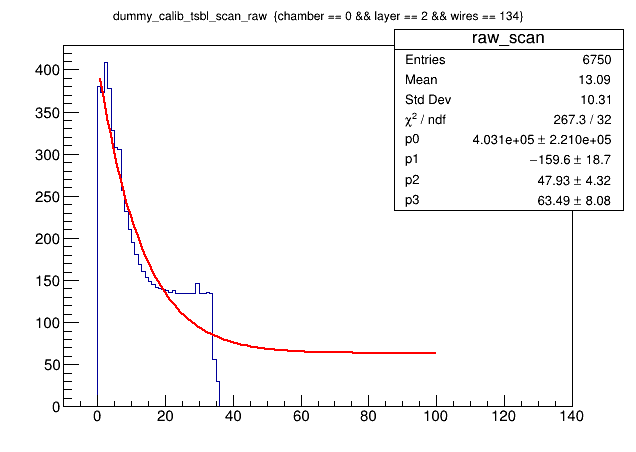 dummy_calib_tsbl_scan_raw {chamber == 0 && layer == 2 && wires == 134}
raw_scan
Entries 6750
Mean 13.09
Std Dev 10.31
χ² / ndf 267.3 / 32
p0 4.031e+05 ± 2.210e+05
p1 −159.6 ± 18.7
p2 47.93 ± 4.32
p3 63.49 ± 8.08
400
350
300
250
200
150
100
50
0
0 20 40 60 80 100 120 140